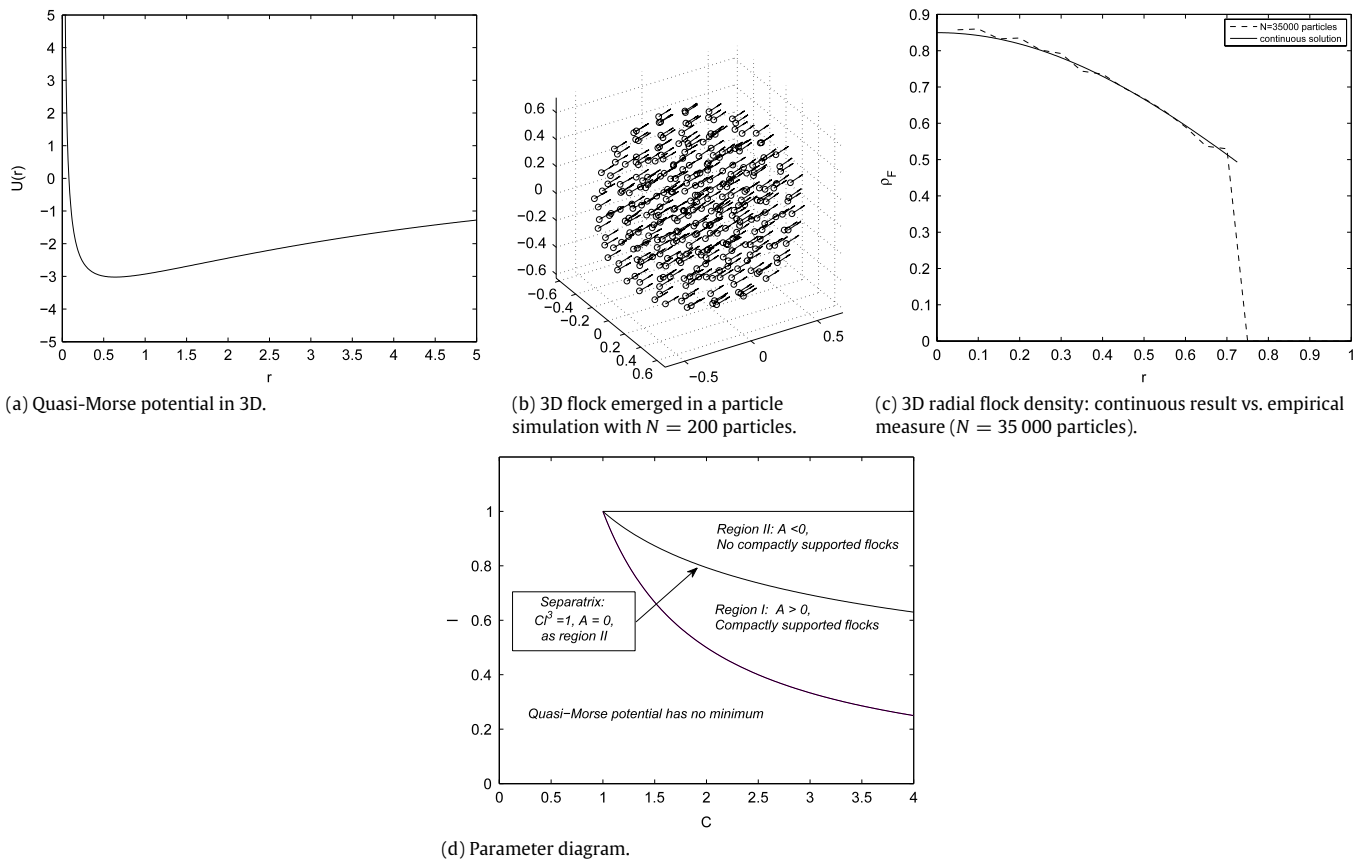 5
4
3
2
1
0
−1
−2
−3
−4
−5
U(r)
0 0.5 1 1.5 2 2.5 3 3.5 4 4.5 5
r
(a) Quasi-Morse potential in 3D.
0.6
0.4
0.2
0
−0.2
−0.4
−0.6
−0.6
−0.4
−0.2
0
0.2
0.4
0.6
−0.5
0
0.5
(b) 3D flock emerged in a particle
simulation with N = 200 particles.
0.9
0.8
0.7
0.6
0.5
0.4
0.3
0.2
0.1
0
ρF
N=35000 particles
continuous solution
0 0.1 0.2 0.3 0.4 0.5 0.6 0.7 0.8 0.9 1
r
(c) 3D radial flock density: continuous result vs. empirical
measure (N = 35 000 particles).
1
0.8
0.6
0.4
0.2
0
l
Region II: A <0,
No compactly supported flocks
Separatrix:
Cl³ =1, A = 0,
as region II
Region I: A > 0,
Compactly supported flocks
Quasi−Morse potential has no minimum
0 0.5 1 1.5 2 2.5 3 3.5 4
C
(d) Parameter diagram.